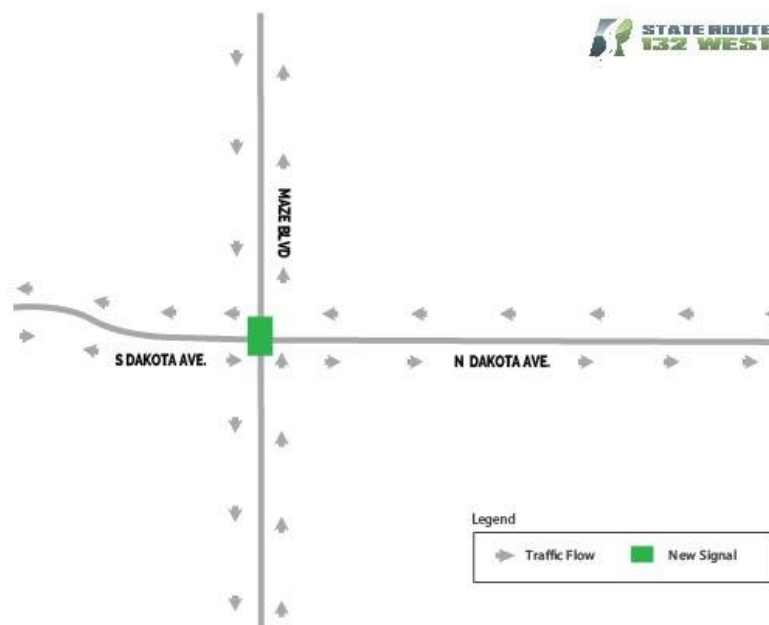 STATE ROUTE
132 WEST
MAZE BLVD
S DAKOTA AVE.
N DAKOTA AVE.
Legend
Traffic Flow
New Signal